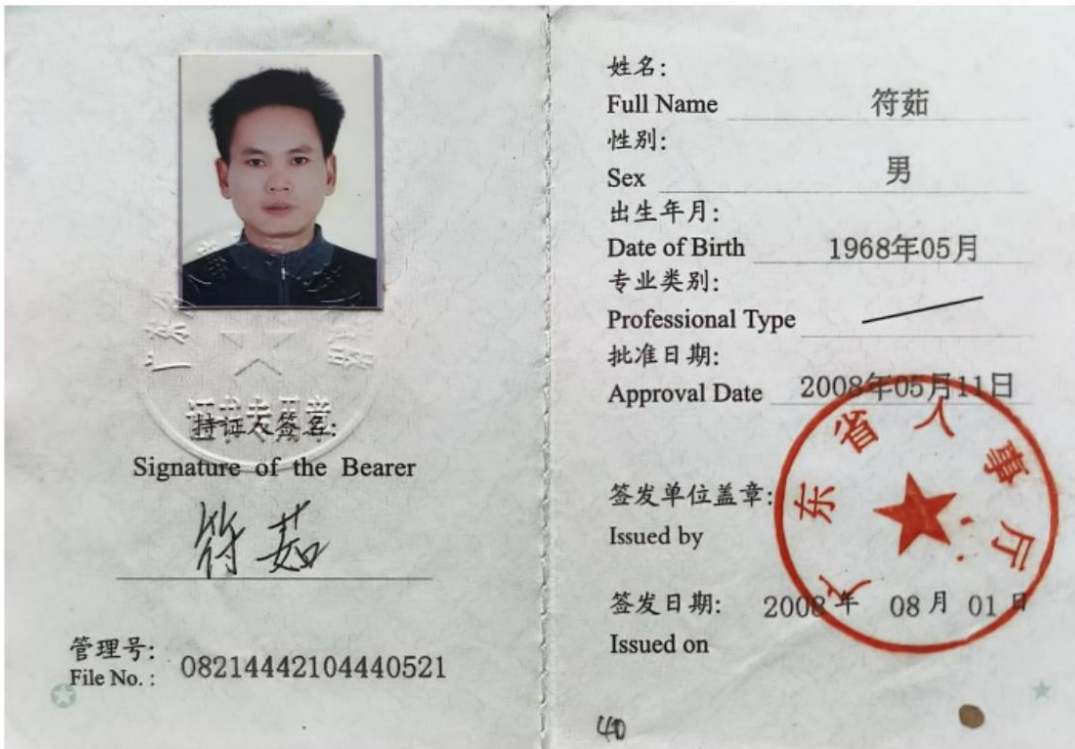 持证人签名:
Signature of the Bearer
符茹
管理号:
File No. : 08214442104440521
姓名:
Full Name 符茹
性别:
Sex 男
出生年月:
Date of Birth 1968年05月
专业类别:
Professional Type
批准日期:
Approval Date 2008年05月11日
广东省人事厅
签发单位盖章:
Issued by
签发日期: 2008 年 08 月 01 日
Issued on
40